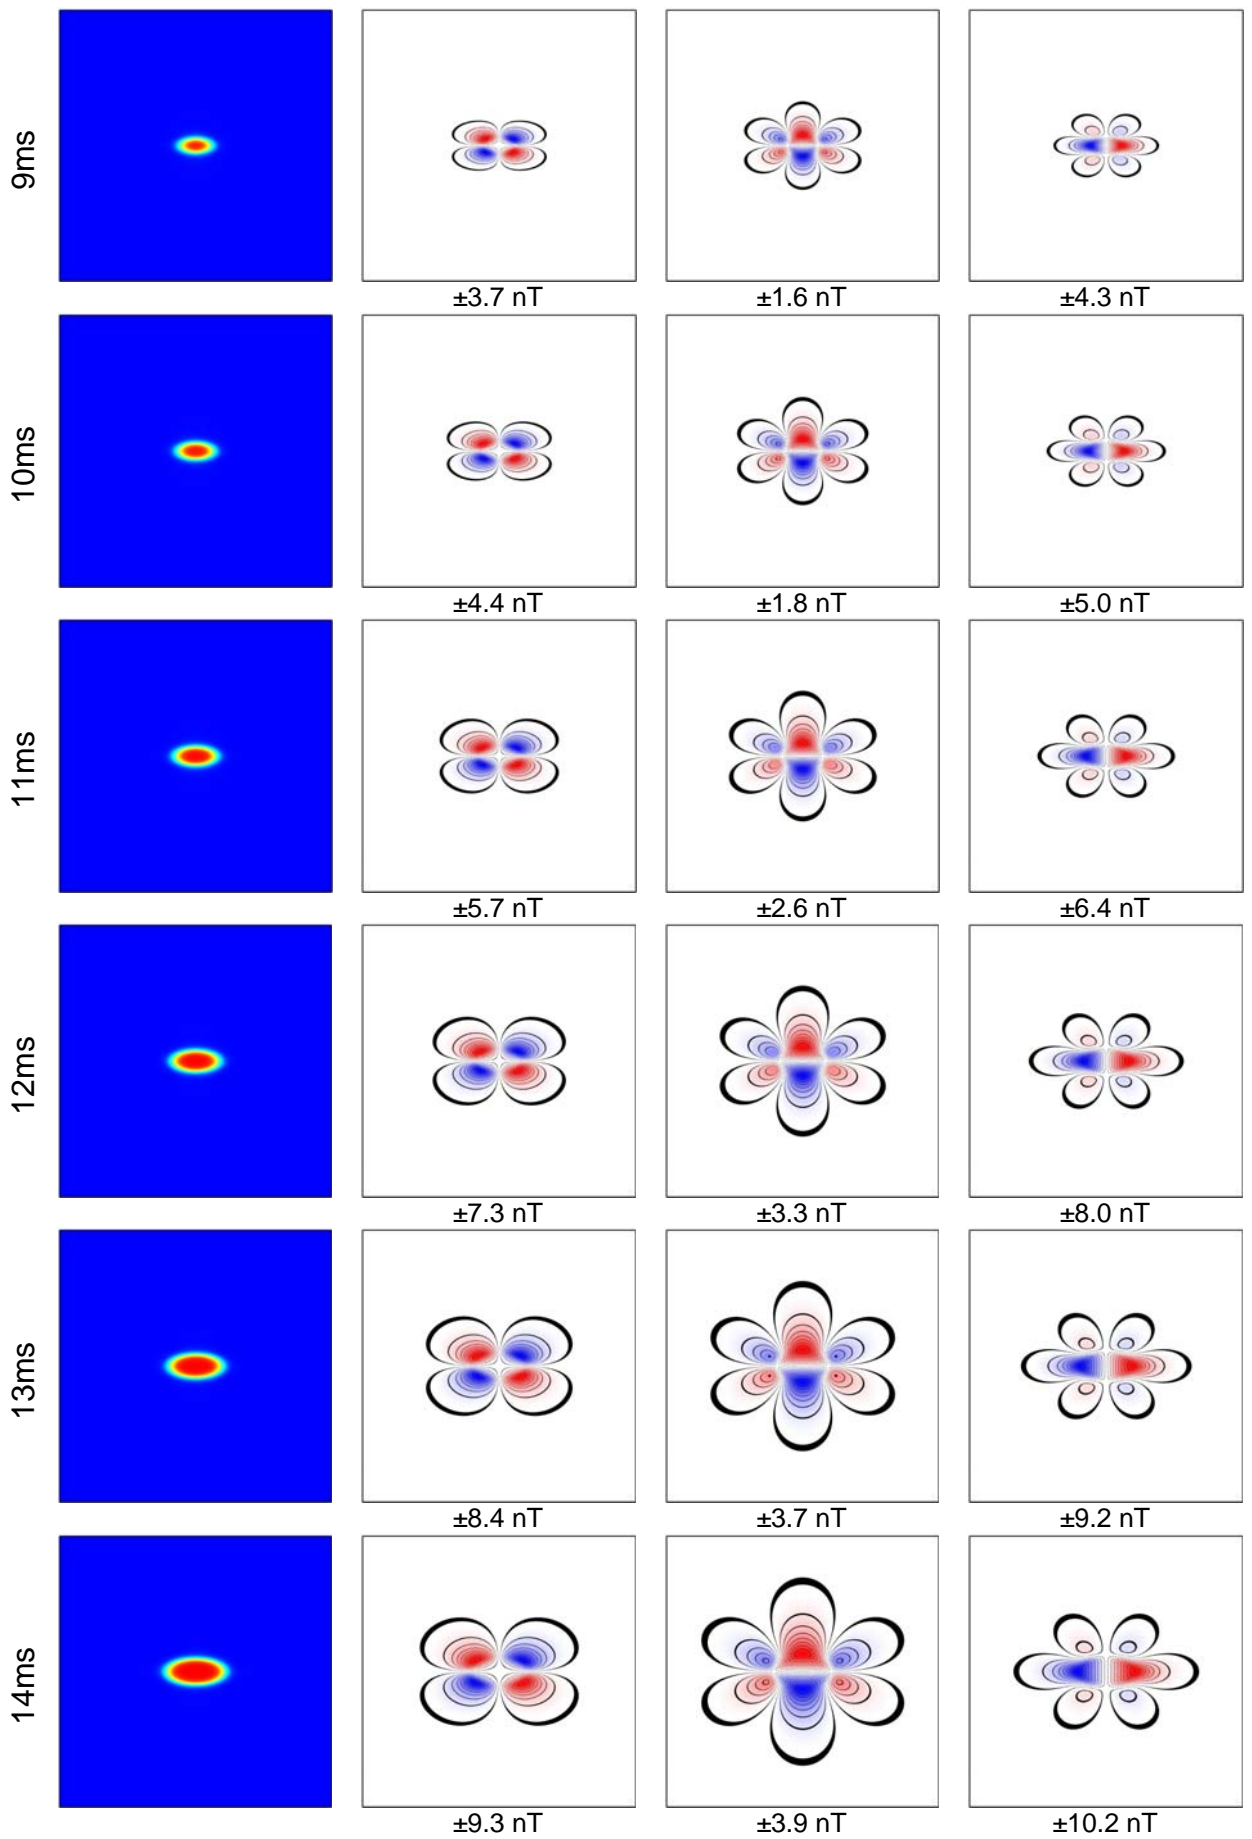 9ms
±3.7 nT ±1.6 nT ±4.3 nT
10ms
±4.4 nT ±1.8 nT ±5.0 nT
11ms
±5.7 nT ±2.6 nT ±6.4 nT
12ms
±7.3 nT ±3.3 nT ±8.0 nT
13ms
±8.4 nT ±3.7 nT ±9.2 nT
14ms
±9.3 nT ±3.9 nT ±10.2 nT